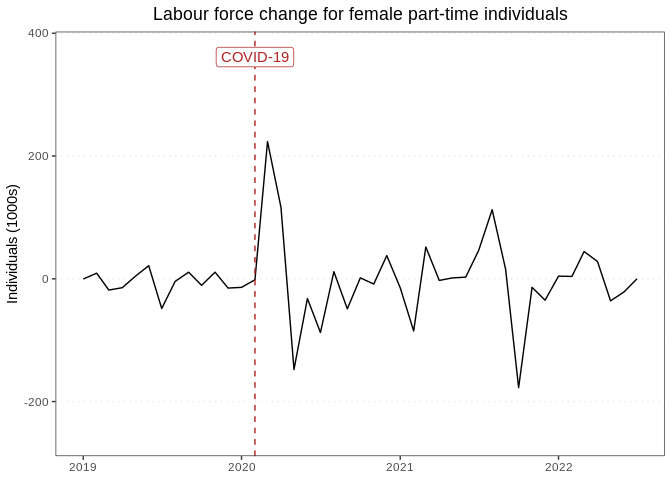 Labour force change for female part-time individuals
400
COVID-19
200
Individuals (1000s)
0
-200
2019 2020 2021 2022